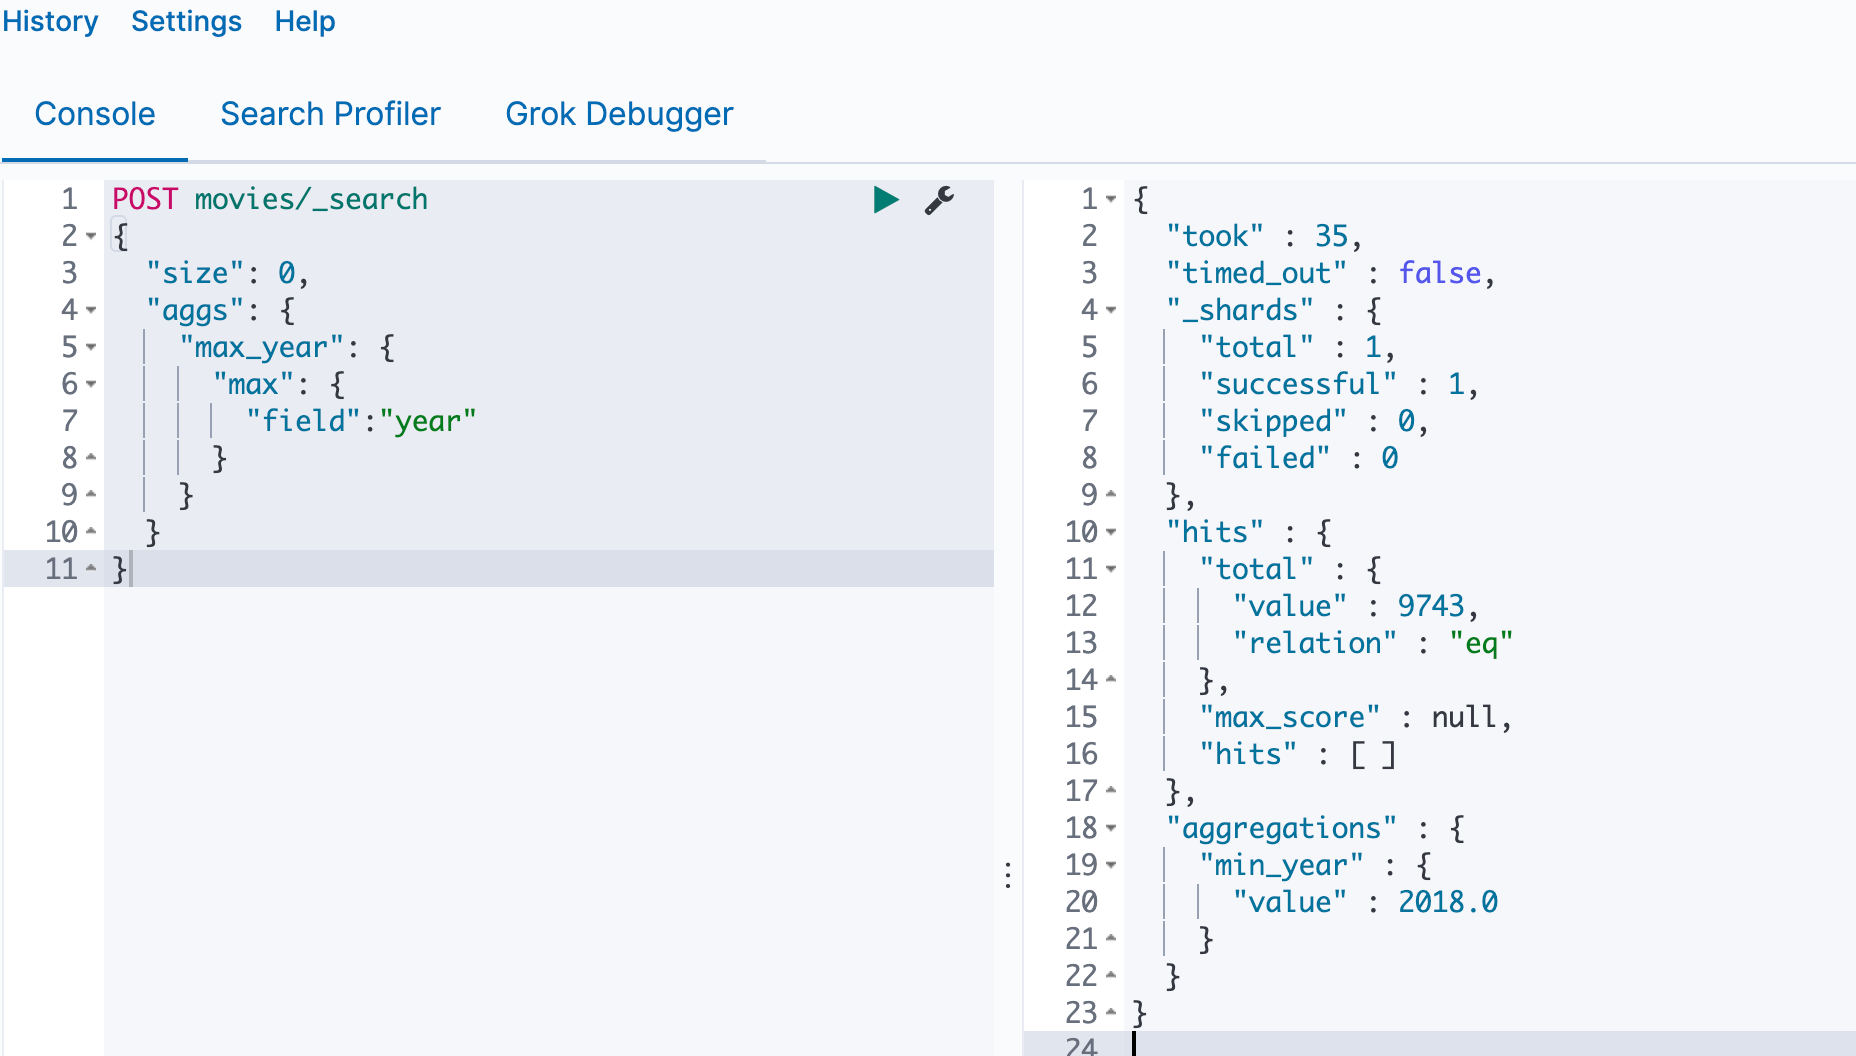 History Settings Help
Console Search Profiler Grok Debugger
1 POST movies/_search
2 {
3 "size": 0,
4 "aggs": {
5 "max_year": {
6 "max": {
7 "field":"year"
8 }
9 }
10 }
11 }
1 {
2 "took" : 35,
3 "timed_out" : false,
4 "_shards" : {
5 "total" : 1,
6 "successful" : 1,
7 "skipped" : 0,
8 "failed" : 0
9 },
10 "hits" : {
11 "total" : {
12 "value" : 9743,
13 "relation" : "eq"
14 },
15 "max_score" : null,
16 "hits" : [ ]
17 },
18 "aggregations" : {
19 "min_year" : {
20 "value" : 2018.0
21 }
22 }
23 }
24